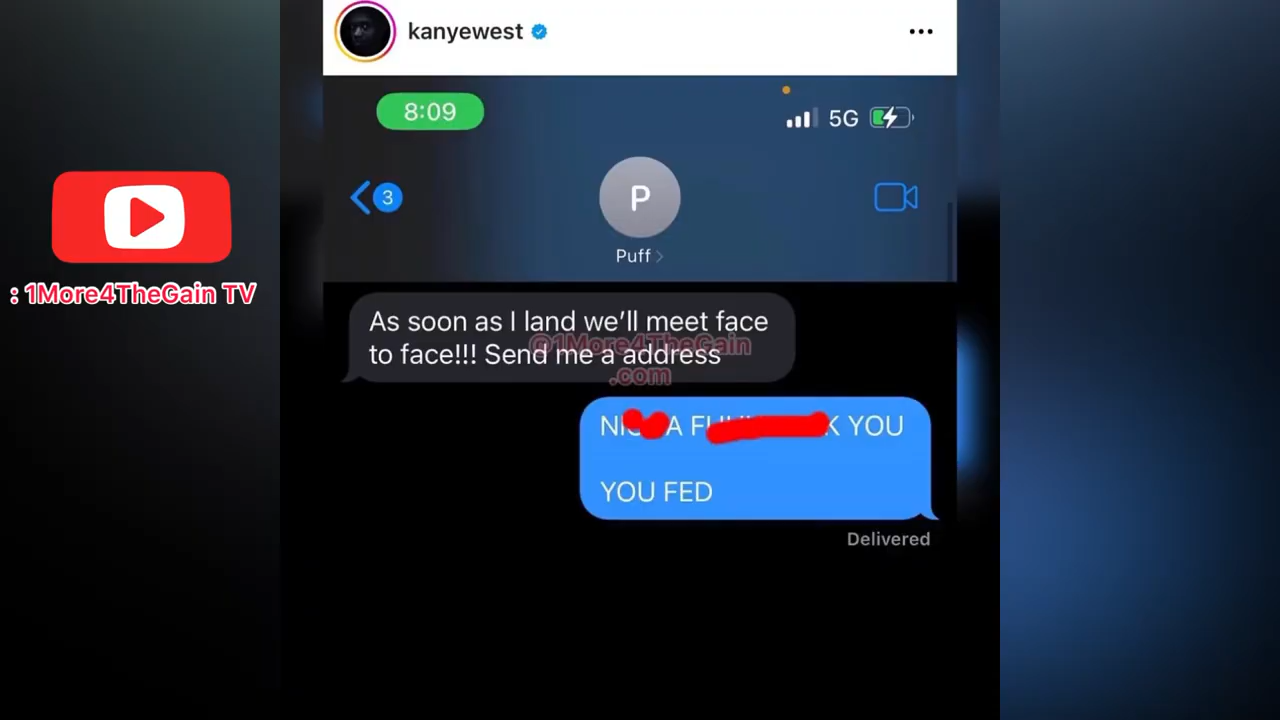 kanyewest
8:09
5G
3
P
Puff
: 1More4TheGain TV
As soon as I land we’ll meet face
to face!!! Send me a address
@1More4TheGain
.com
YOU
YOU FED
Delivered